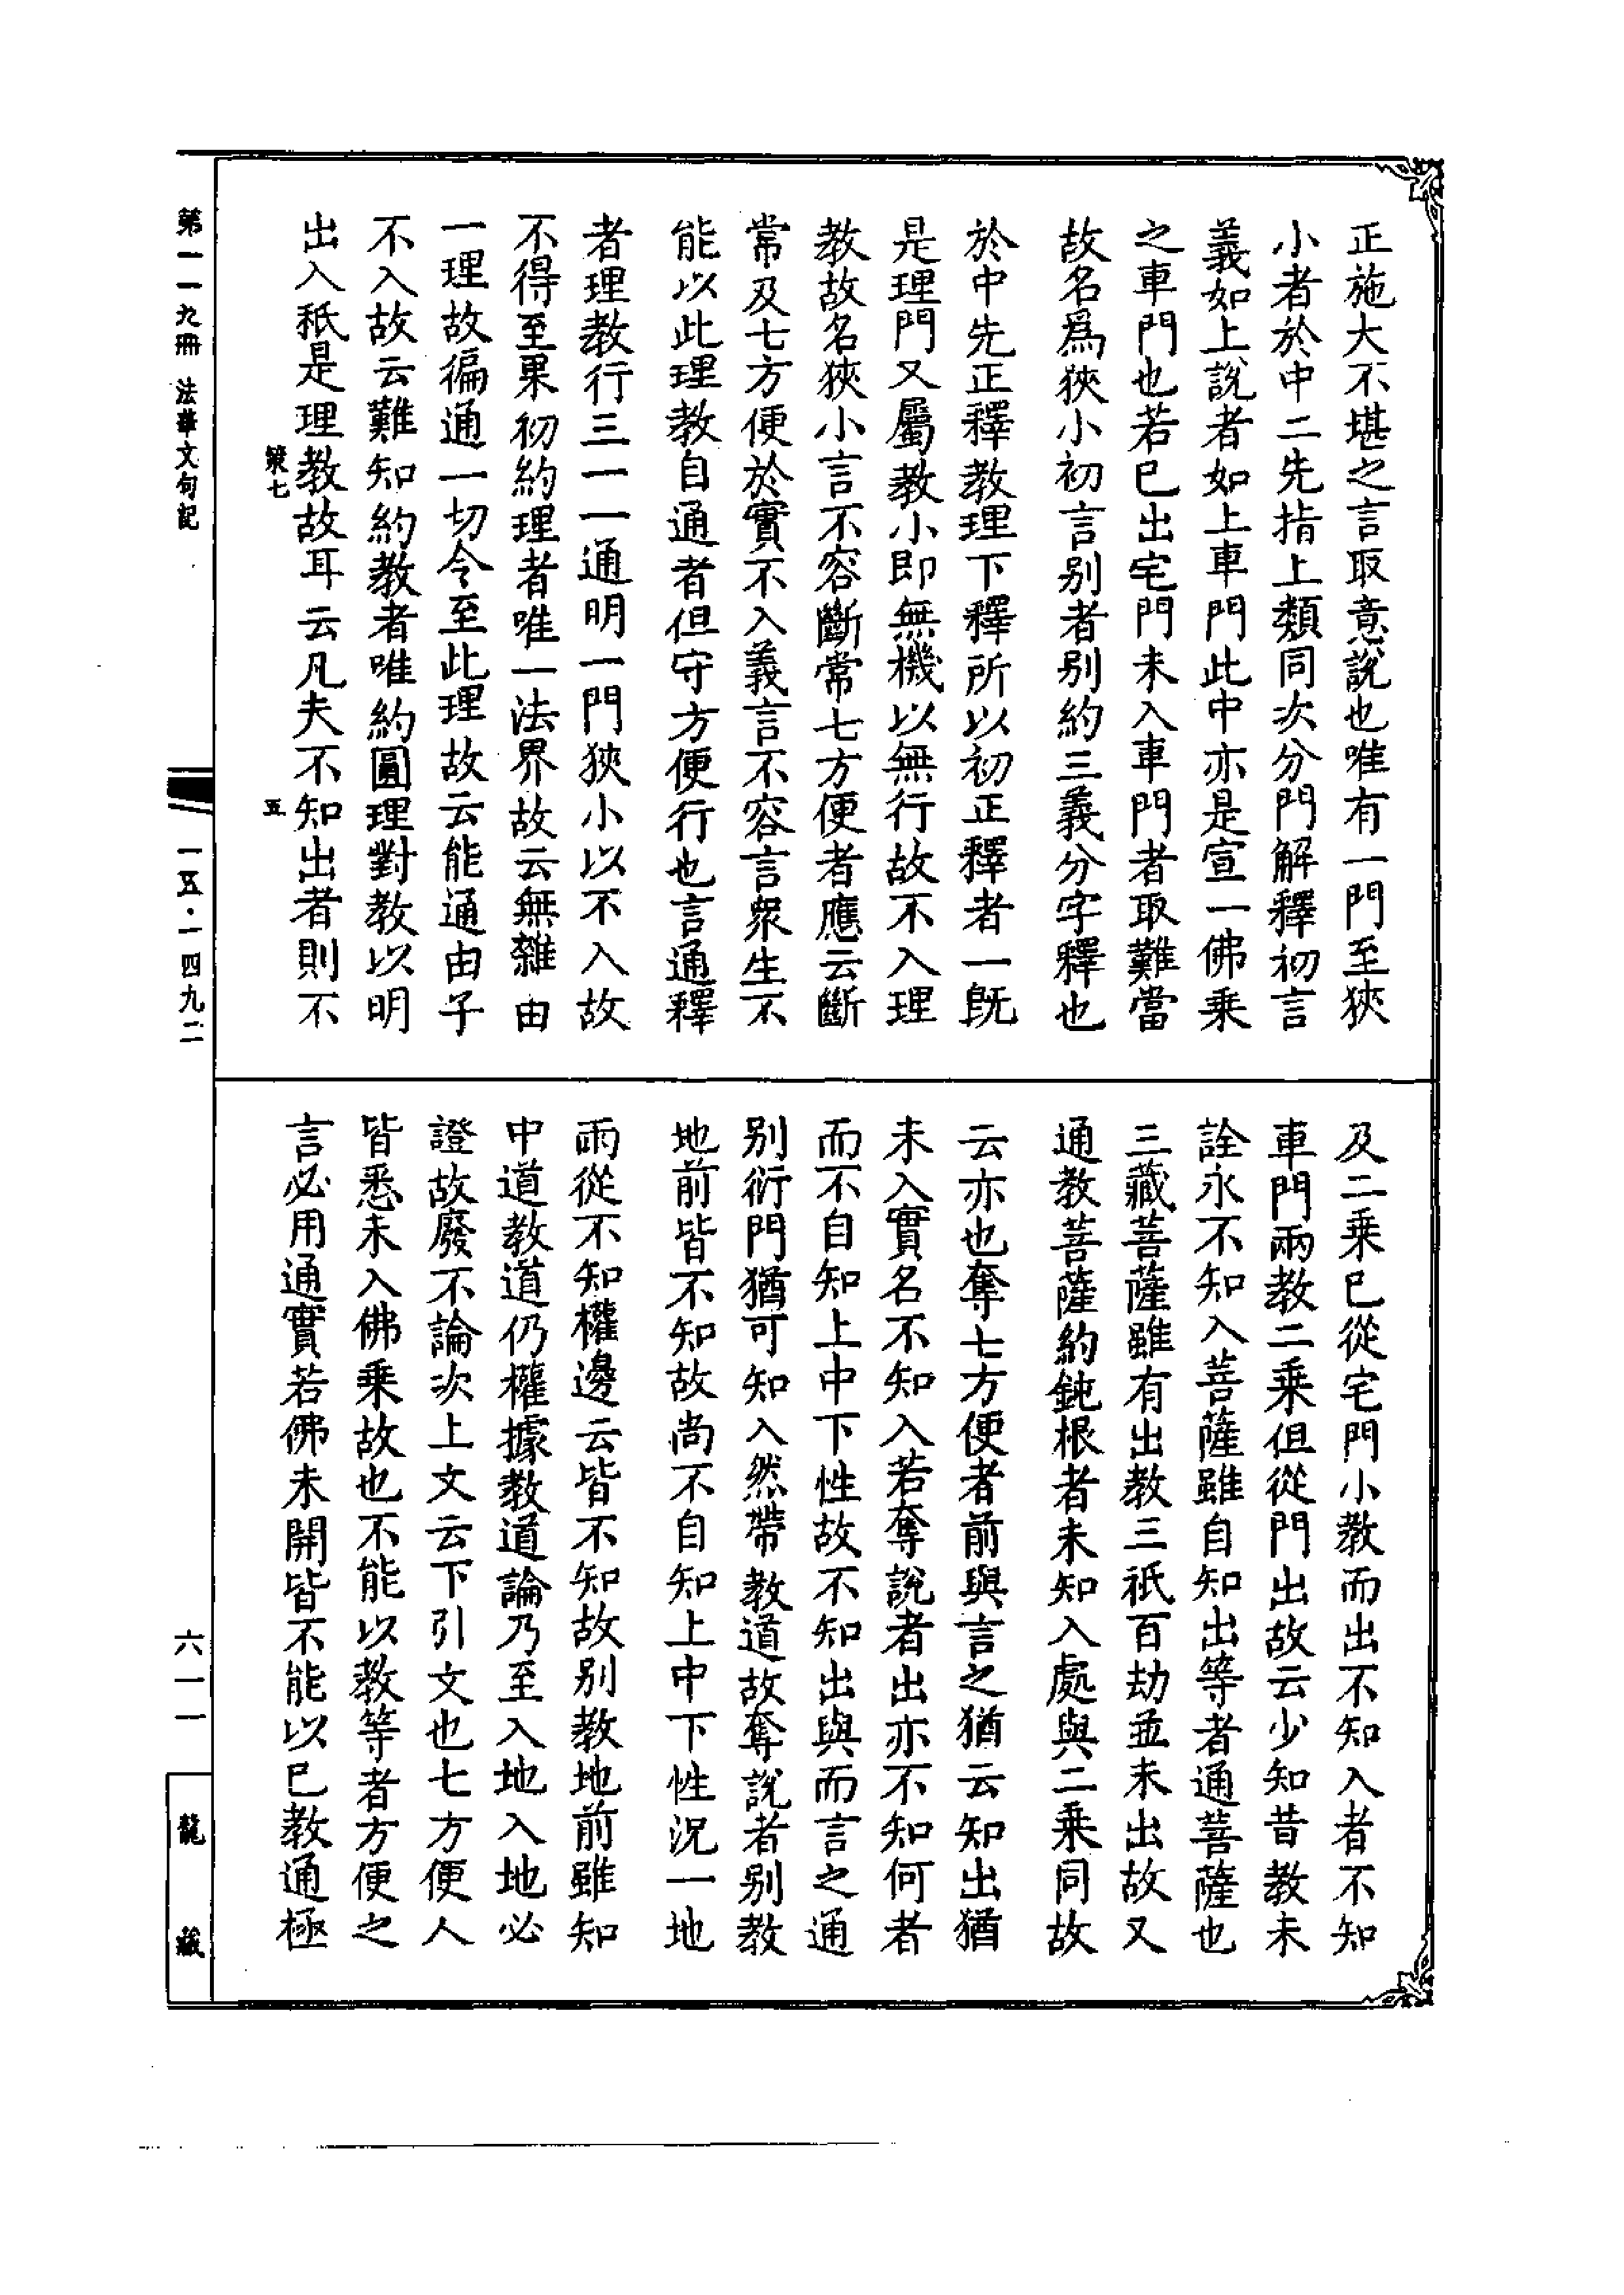 正施大不堪之言取意說也唯有一門至狹
小者於中二先指上類同次分門解釋初言
義如上說者如上車門此中亦是宣一佛乗
之車門也若已出宅門未入車門者取難當
故名爲狹小初言别者别約三義分字釋也
於中先正釋教理下釋所以初正釋者一旣
是理門又屬教小即無機以無行故不入理
教故名狹小言不容斷常七方便者應云斷
常及七方便於實不入義言不容言衆生不
能以此理教自通者但守方便行也言通釋
者理教行三一一通明一門狹小以不入故
不得至果初約理者唯一法界故云無雜由
一理故徧通一切令至此理故云能通由子
不入故云難知約教者唯約圓理對教以明
出入秖是理教故耳云凡夫不知出者則不
策七
五
及二乗已從宅門小教而出不知入者不知
車門兩教二乗但從門出故云少知昔教未
詮永不知入菩薩雖自知出等者通菩薩也
三藏菩薩雖有出教三祇百劫並未出故又
通教菩薩約鈍根者未知入處與二乗同故
云亦也奪七方便者前與言之猶云知出猶
未入實名不知入若奪說者出亦不知何者
而不自知上中下性故不知出與而言之通
别衍門猶可知入然帶教道故奪說者别教
地前皆不知故尚不自知上中下性況一地
雨從不知權邊云皆不知故别教地前雖知
中道教道仍權據教道論乃至入地入地必
證故廢不論次上文云下引文也七方便人
皆悉未入佛乗故也不能以教等者方便之
言必用通實若佛未開皆不能以已教通極
第一一九冊 法華文句記
一五·一四九二
六一一
龍藏